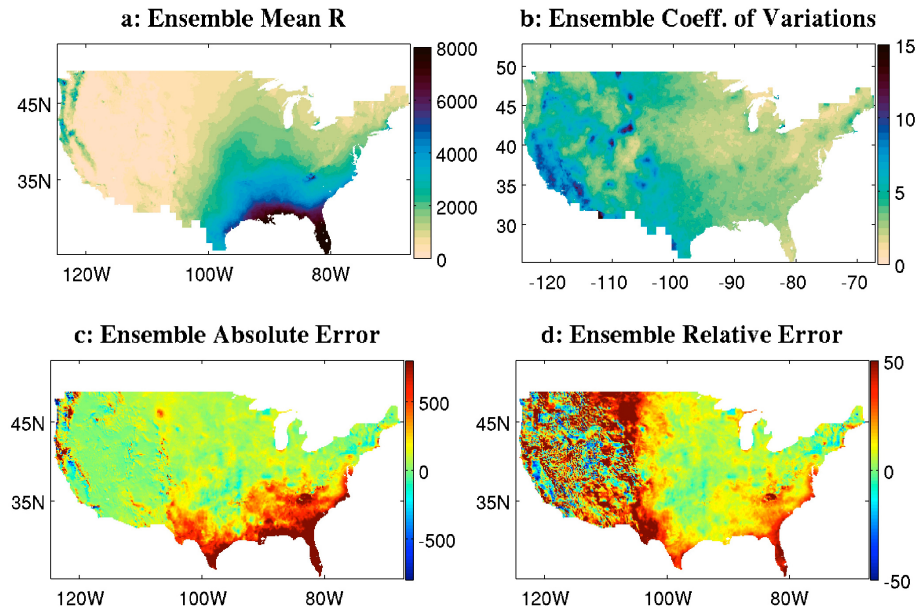 a: Ensemble Mean R
b: Ensemble Coeff. of Variations
45N
35N
120W
100W
80W
8000
6000
4000
2000
0
50
45
40
35
30
-120
-110
-100
-90
-80
-70
15
10
5
0
c: Ensemble Absolute Error
d: Ensemble Relative Error
45N
35N
120W
100W
80W
500
0
-500
45N
35N
120W
100W
80W
50
0
-50